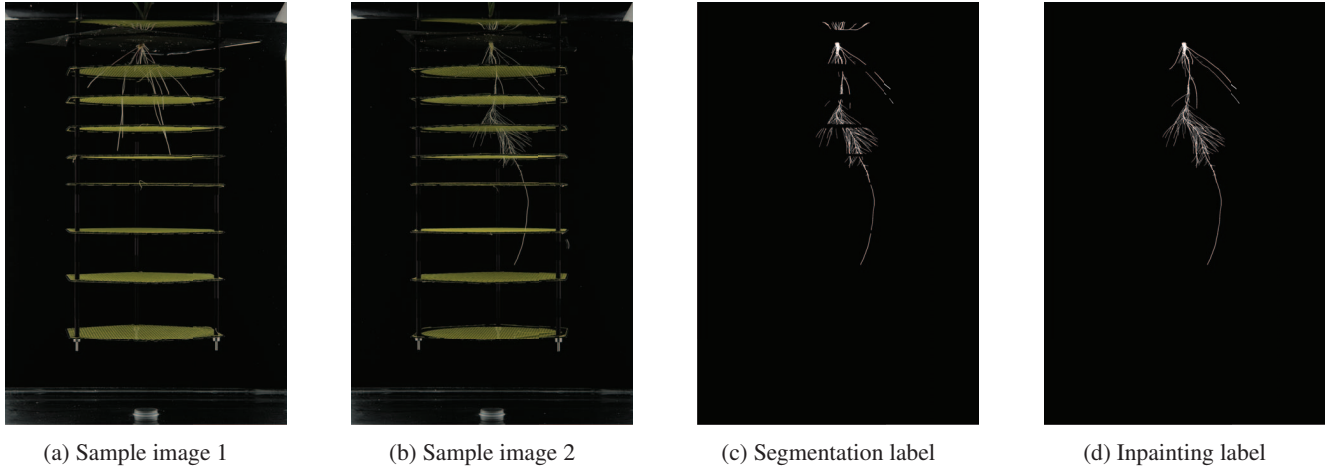 (a) Sample image 1
(b) Sample image 2
(c) Segmentation label
(d) Inpainting label